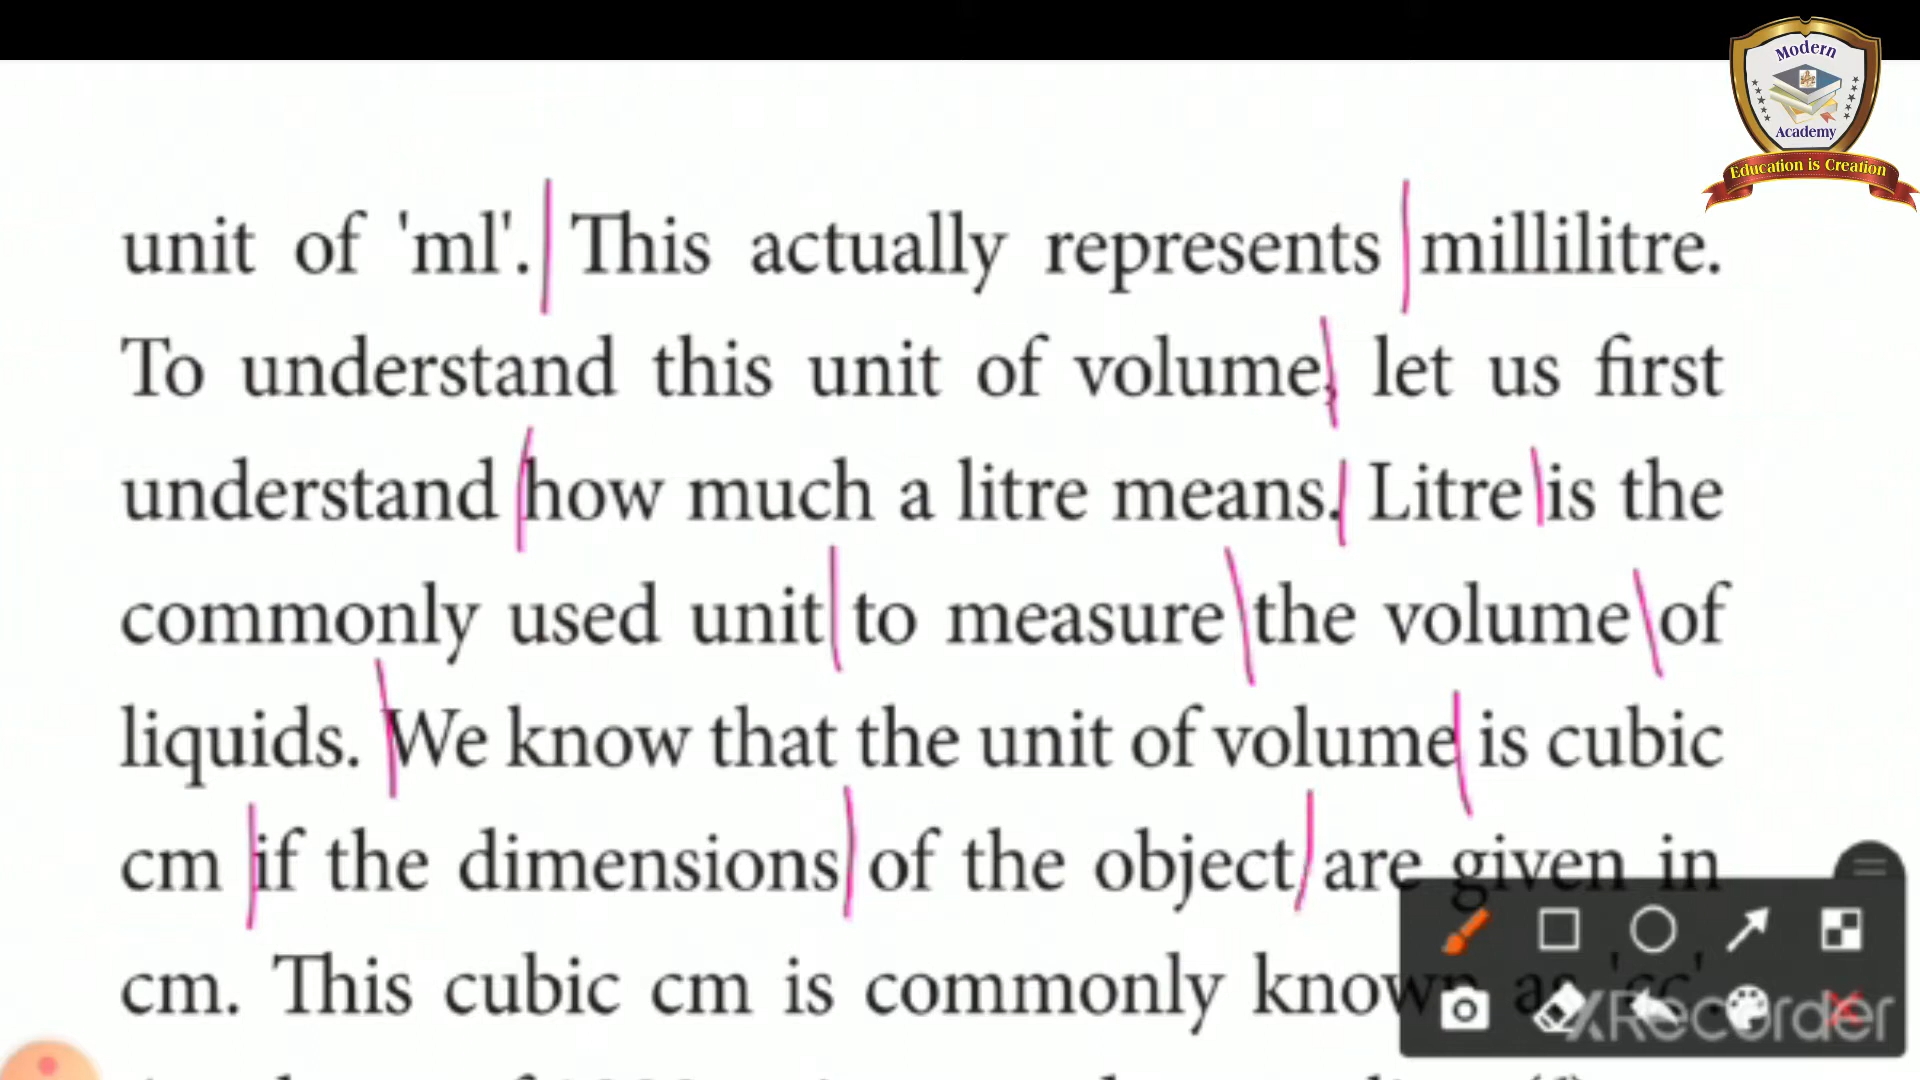 Modern
Academy
Education is Creation
unit of 'ml'. This actually represents millilitre.
To understand this unit of volume, let us first
understand how much a litre means. Litre is the
commonly used unit to measure the volume of
liquids. We know that the unit of volume is cubic
cm if the dimensions of the object are given in
cm. This cubic cm is commonly known as 'cc'.
XRecorder